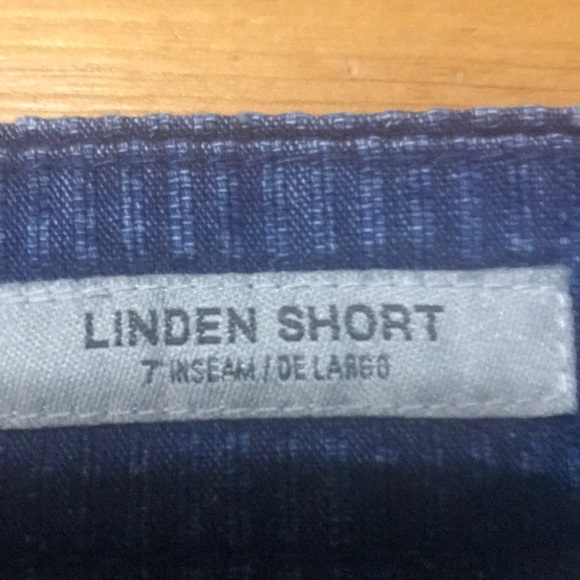 LINDEN SHORT
7" INSEAM / DE LARGO